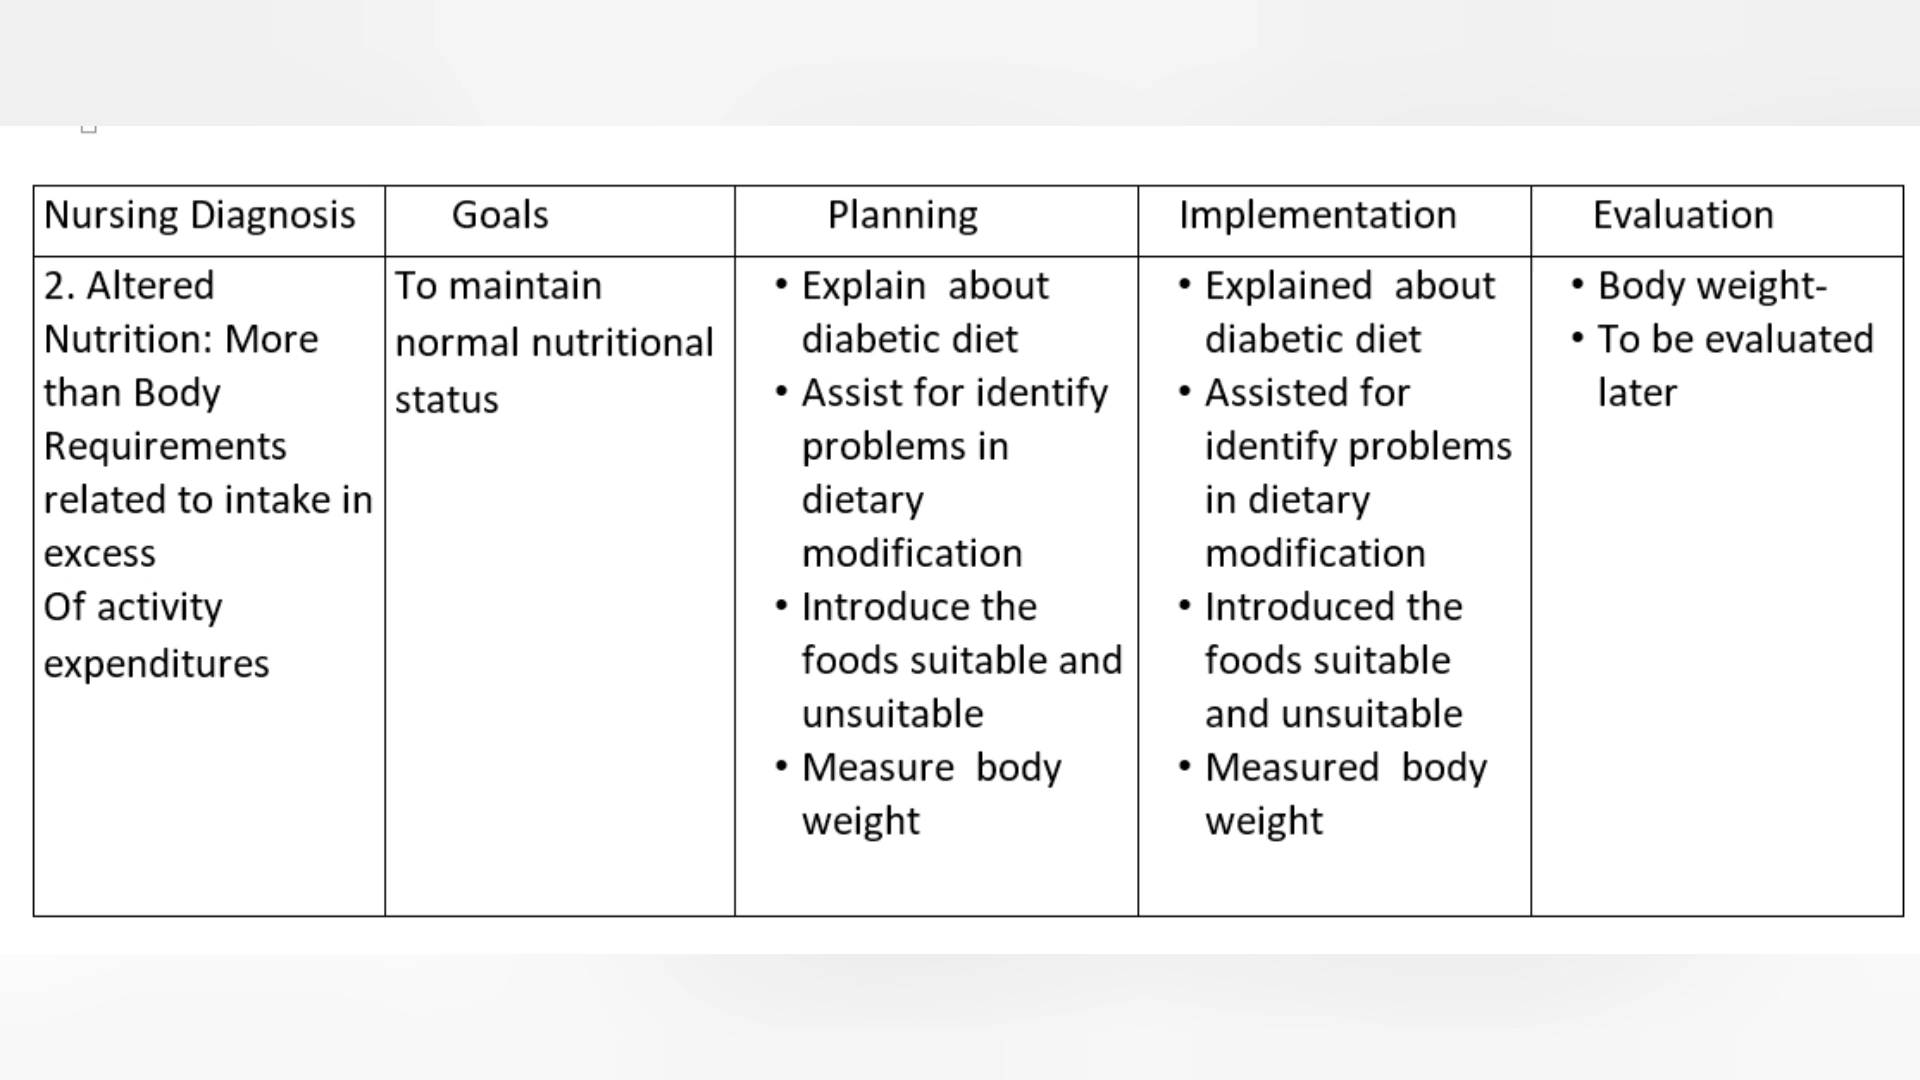 Nursing Diagnosis
Goals
Planning
Implementation
Evaluation
2. Altered
Nutrition: More
than Body
Requirements
related to intake in
excess
Of activity
expenditures
To maintain
normal nutritional
status
• Explain  about
diabetic diet
• Assist for identify
problems in
dietary
modification
• Introduce the
foods suitable and
unsuitable
• Measure  body
weight
• Explained  about
diabetic diet
• Assisted for
identify problems
in dietary
modification
• Introduced the
foods suitable
and unsuitable
• Measured  body
weight
• Body weight-
• To be evaluated
later